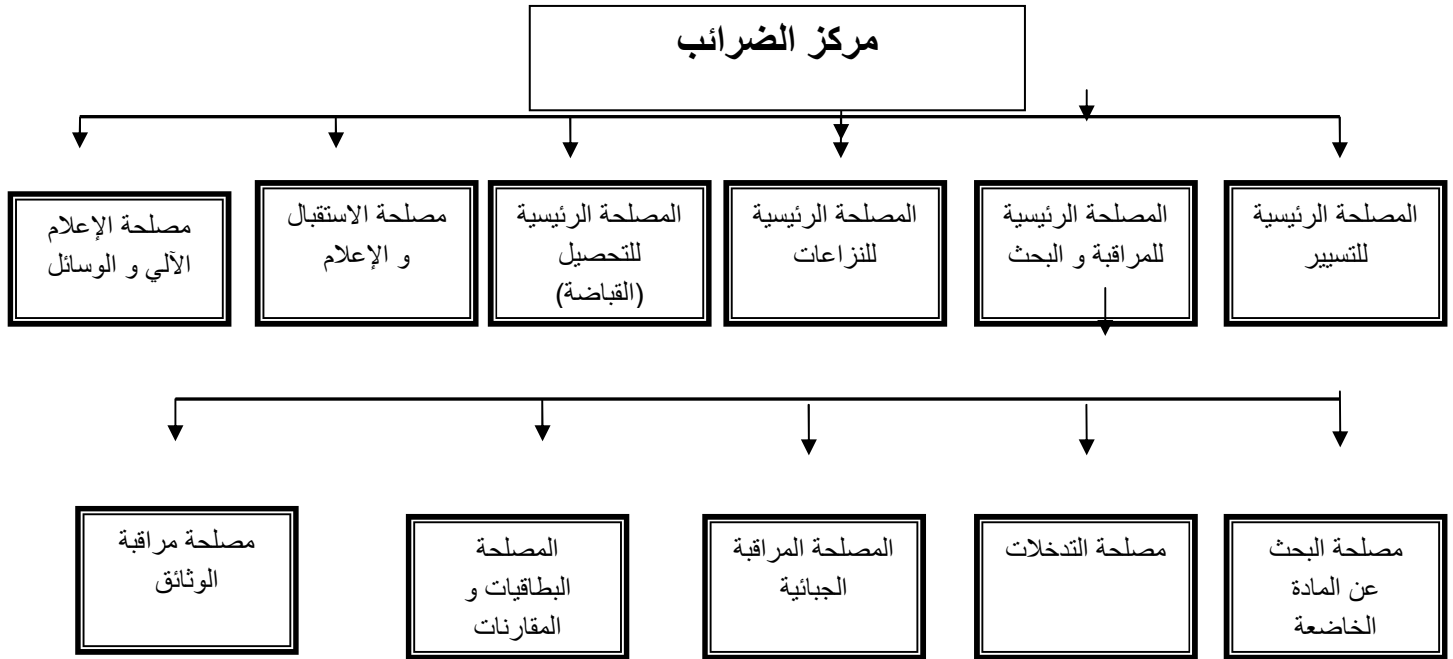 مركز الضرائب
المصلحة الرئيسية
للتسيير
المصلحة الرئيسية
للمراقبة و البحث
المصلحة الرئيسية
للنزاعات
المصلحة الرئيسية
للتحصيل
(القباضة)
مصلحة الاستقبال
و الإعلام
مصلحة الإعلام
الآلي و الوسائل
مصلحة البحث
عن المادة
الخاضعة
مصلحة التدخلات
المصلحة المراقبة
الجبائية
المصلحة
البطاقيات و
المقارنات
مصلحة مراقبة
الوثائق